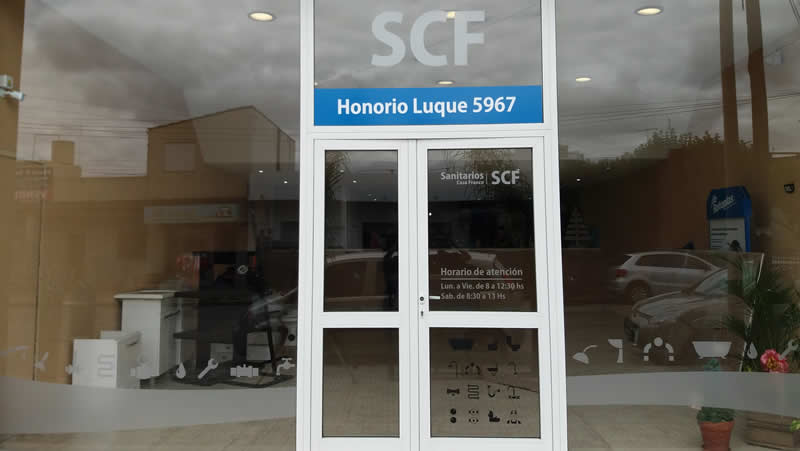 SCF
Honorio Luque 5967
Sanitarios
Casa Franco
SCF
Horario de atención
Lun. a Vie. de 8 a 12:30 hs
Sab. de 8:30 a 13 Hs